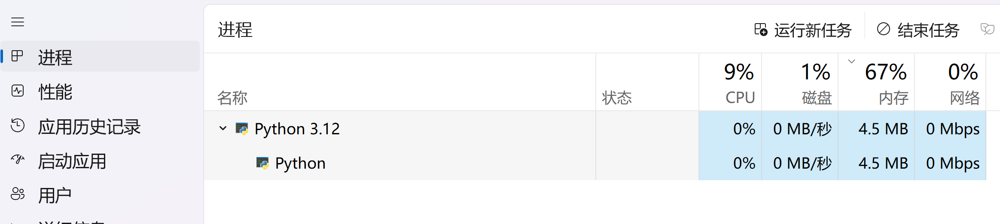 进程
运行新任务
结束任务
进程
性能
应用历史记录
启动应用
用户
名称
状态
9%
CPU
1%
磁盘
67%
内存
0%
网络
Python 3.12
0%
0 MB/秒
4.5 MB
0 Mbps
Python
0%
0 MB/秒
4.5 MB
0 Mbps